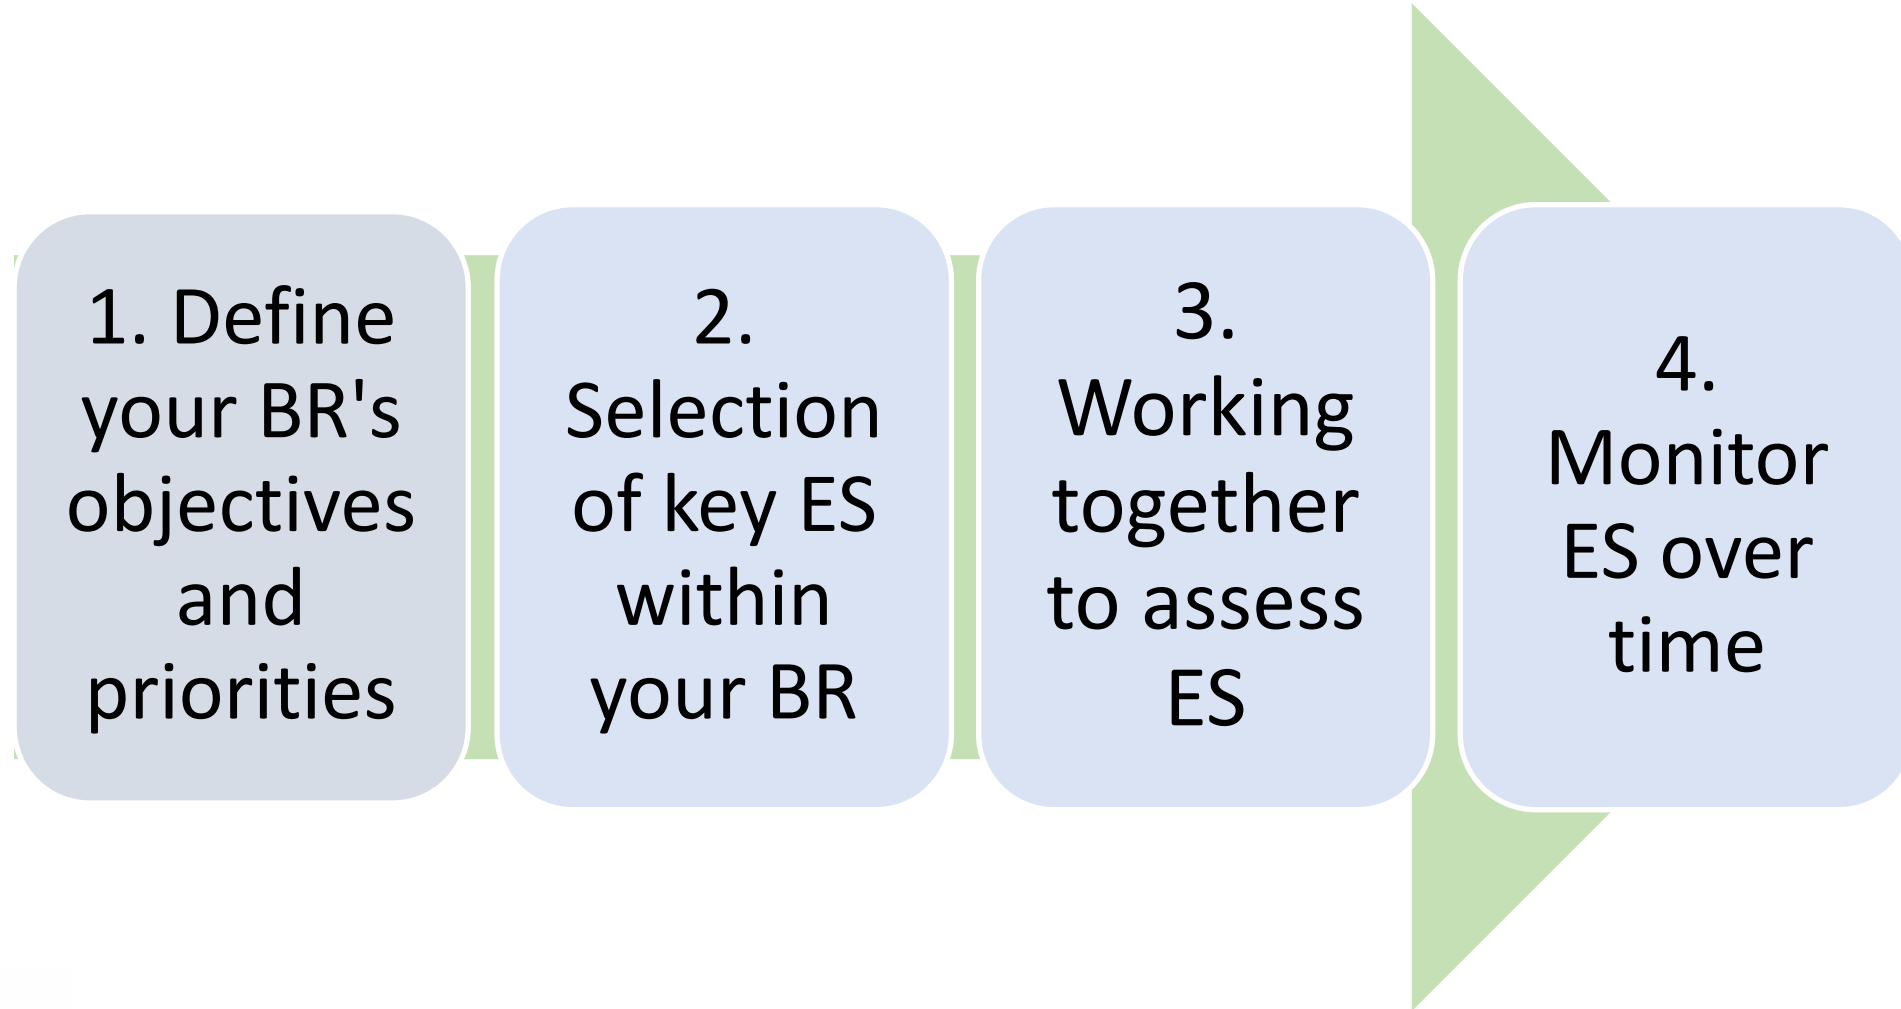 1. Define
your BR's
objectives
and
priorities
2.
Selection
of key ES
within
your BR
3.
Working
together
to assess
ES
4.
Monitor
ES over
time